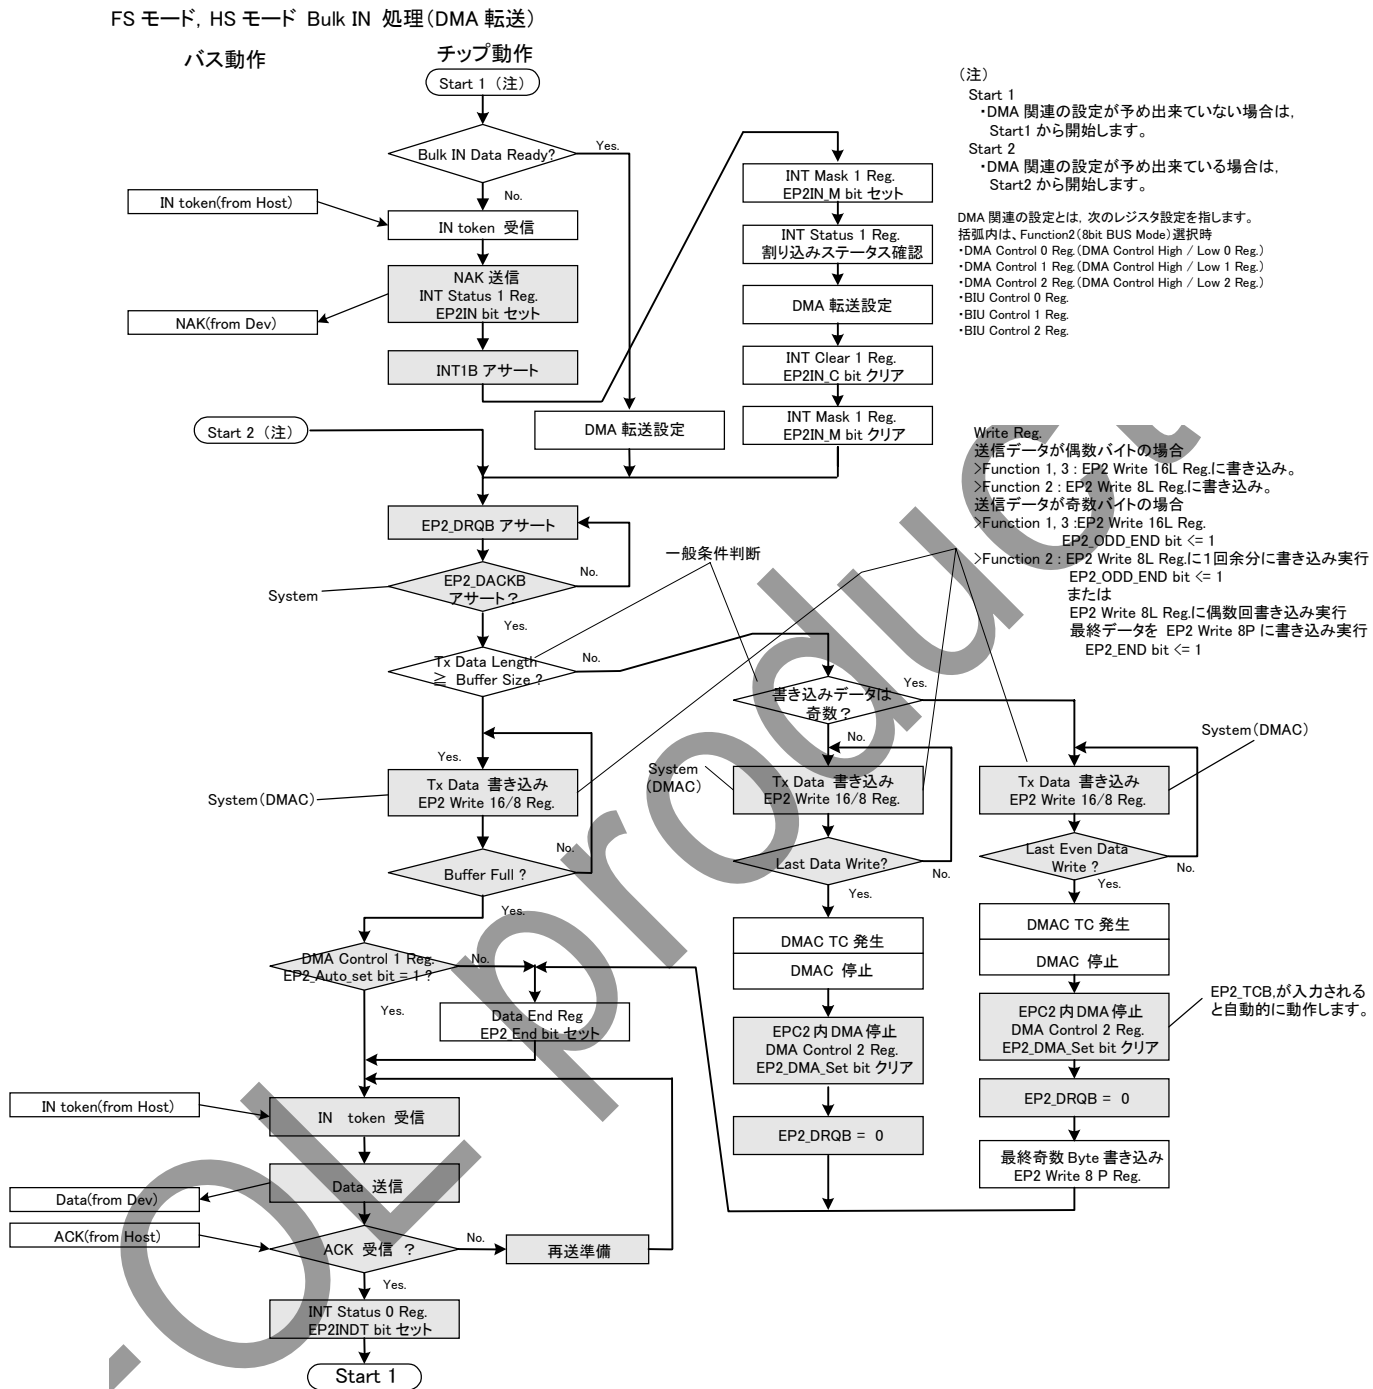 FS モード, HS モード Bulk IN 処理(DMA 転送)
バス動作
チップ動作
Start 1 (注)
Bulk IN Data Ready?
Yes.
No.
IN token(from Host)
IN token 受信
NAK 送信
INT Status 1 Reg.
EP2IN bit セット
NAK(from Dev)
INT1B アサート
INT Mask 1 Reg.
EP2IN_M bit セット
INT Status 1 Reg.
割り込みステータス確認
DMA 転送設定
INT Clear 1 Reg.
EP2IN_C bit クリア
INT Mask 1 Reg.
EP2IN_M bit クリア
(注)
Start 1
・DMA 関連の設定が予め出来ていない場合は,
Start1 から開始します。
Start 2
・DMA 関連の設定が予め出来ている場合は,
Start2 から開始します。
DMA 関連の設定とは, 次のレジスタ設定を指します。
括弧内は、Function2(8bit BUS Mode)選択時
・DMA Control 0 Reg.(DMA Control High / Low 0 Reg.)
・DMA Control 1 Reg.(DMA Control High / Low 1 Reg.)
・DMA Control 2 Reg.(DMA Control High / Low 2 Reg.)
・BIU Control 0 Reg.
・BIU Control 1 Reg.
・BIU Control 2 Reg.
Start 2 (注)
DMA 転送設定
Write Reg.
送信データが偶数バイトの場合
>Function 1, 3 : EP2 Write 16L Reg.に書き込み。
>Function 2 : EP2 Write 8L Reg.に書き込み。
送信データが奇数バイトの場合
>Function 1, 3 :EP2 Write 16L Reg.
EP2_ODD_END bit <= 1
>Function 2 : EP2 Write 8L Reg.に1回余分に書き込み実行
EP2_ODD_END bit <= 1
または
EP2 Write 8L Reg.に偶数回書き込み実行
最終データを EP2 Write 8P に書き込み実行
EP2_END bit <= 1
EP2_DRQB アサート
一般条件判断
EP2_DACKB
アサート?
No.
System
Yes.
Tx Data Length
≧ Buffer Size ?
No.
書き込みデータは
奇数?
Yes.
No.
Yes.
System(DMAC)
Tx Data 書き込み
EP2 Write 16/8 Reg.
System
(DMAC)
Tx Data 書き込み
EP2 Write 16/8 Reg.
System(DMAC)
Tx Data 書き込み
EP2 Write 16/8 Reg.
Buffer Full ?
No.
Yes.
Last Data Write?
No.
Yes.
Last Even Data
Write ?
No.
Yes.
DMAC TC 発生
DMAC 停止
DMAC TC 発生
DMAC 停止
DMA Control 1 Reg.
EP2_Auto_set bit = 1 ?
No.
Yes.
Data End Reg
EP2 End bit セット
EPC2 内 DMA 停止
DMA Control 2 Reg.
EP2_DMA_Set bit クリア
EPC2 内 DMA 停止
DMA Control 2 Reg.
EP2_DMA_Set bit クリア
EP2_TCB,が入力される
と自動的に動作します。
EP2_DRQB = 0
EP2_DRQB = 0
最終奇数 Byte 書き込み
EP2 Write 8 P Reg.
IN token(from Host)
IN token 受信
Data(from Dev)
Data 送信
ACK(from Host)
ACK 受信 ?
No.
再送準備
Yes.
INT Status 0 Reg.
EP2INDT bit セット
Start 1
OL product